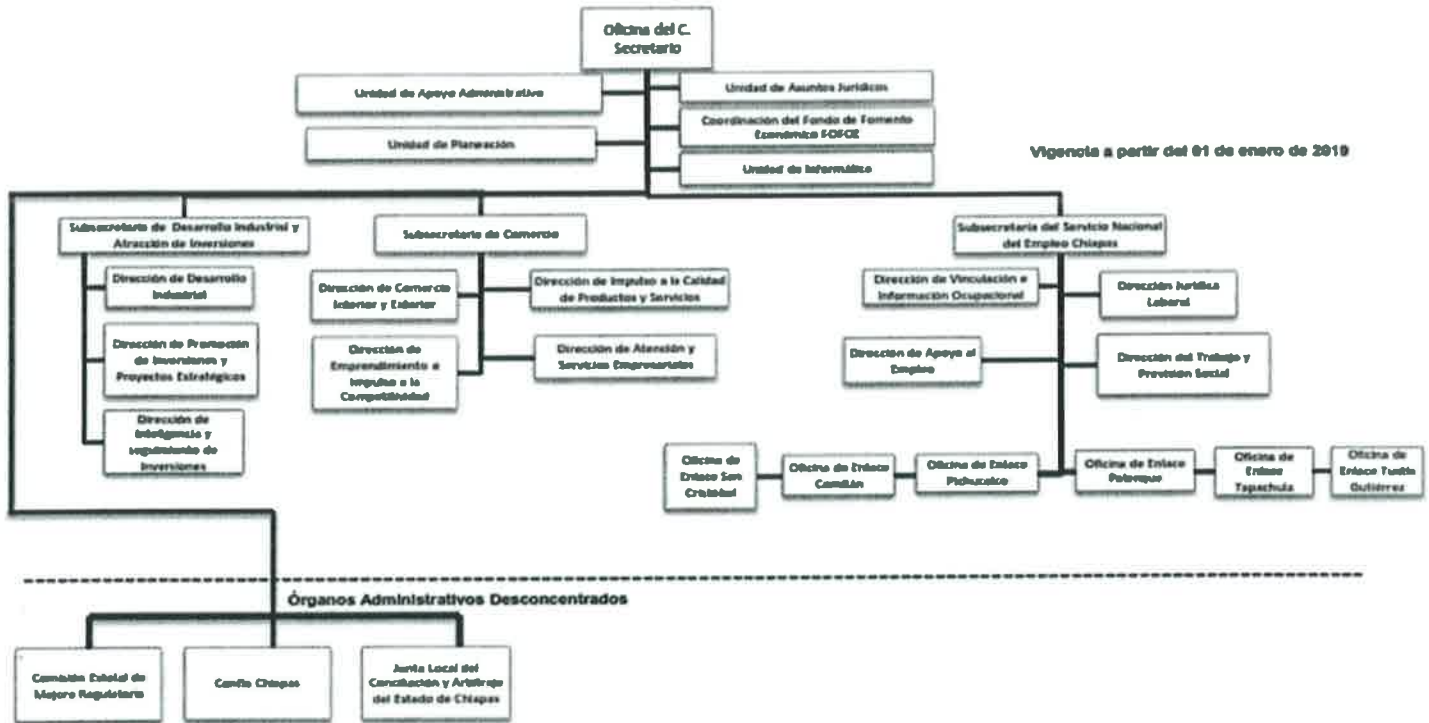 Oficina del C.
Secretario
Unidad de Apoyo Administrativo
Unidad de Asuntos Jurídicos
Coordinación del Fondo de Fomento
Económico FOFOE
Unidad de Planeación
Unidad de Informática
Vigencia a partir del 01 de enero de 2019
Subsecretaría de Desarrollo Industrial y
Atracción de Inversiones
Subsecretaría de Comercio
Subsecretaría del Servicio Nacional
del Empleo Chiapas
Dirección de Desarrollo
Industrial
Dirección de Comercio
Interior y Exterior
Dirección de Impulso a la Calidad
de Productos y Servicios
Dirección de Vinculación e
Información Ocupacional
Dirección Jurídica
Laboral
Dirección de Promoción
de Inversiones y
Proyectos Estratégicos
Dirección de
Emprendimiento e
Impulso a la
Dirección de Atención y
Servicios Empresariales
Dirección de Apoyo al
Empleo
Dirección del Trabajo y
Previsión Social
Dirección de
Inteligencia y
seguimiento de
Inversiones
Oficina de
Enlace San
Cristóbal
Oficina de Enlace
Comitán
Oficina de Enlace
Pichucalco
Oficina de Enlace
Palenque
Oficina de
Enlace
Tapachula
Oficina de
Enlace Tuxtla
Gutiérrez
Órganos Administrativos Desconcentrados
Comisión Estatal de
Mejora Regulatoria
Confía Chiapas
Junta Local del
Conciliación y Arbitraje
del Estado de Chiapas